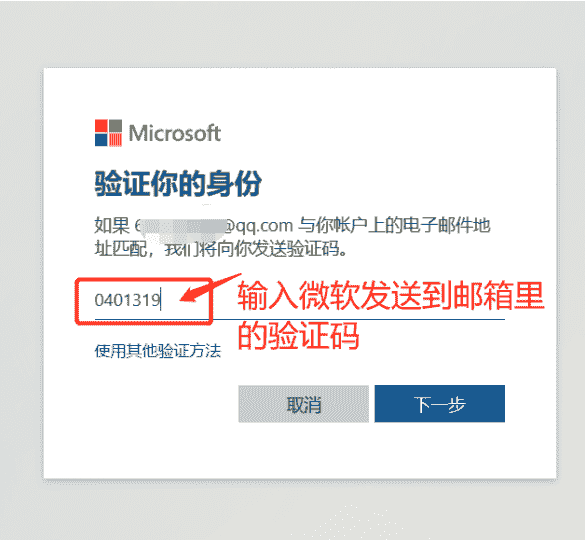 Microsoft
验证你的身份
如果 6 @qq.com 与你帐户上的电子邮件地
址匹配，我们将向你发送验证码。
0401319
输入微软发送到邮箱里
的验证码
使用其他验证方法
取消
下一步